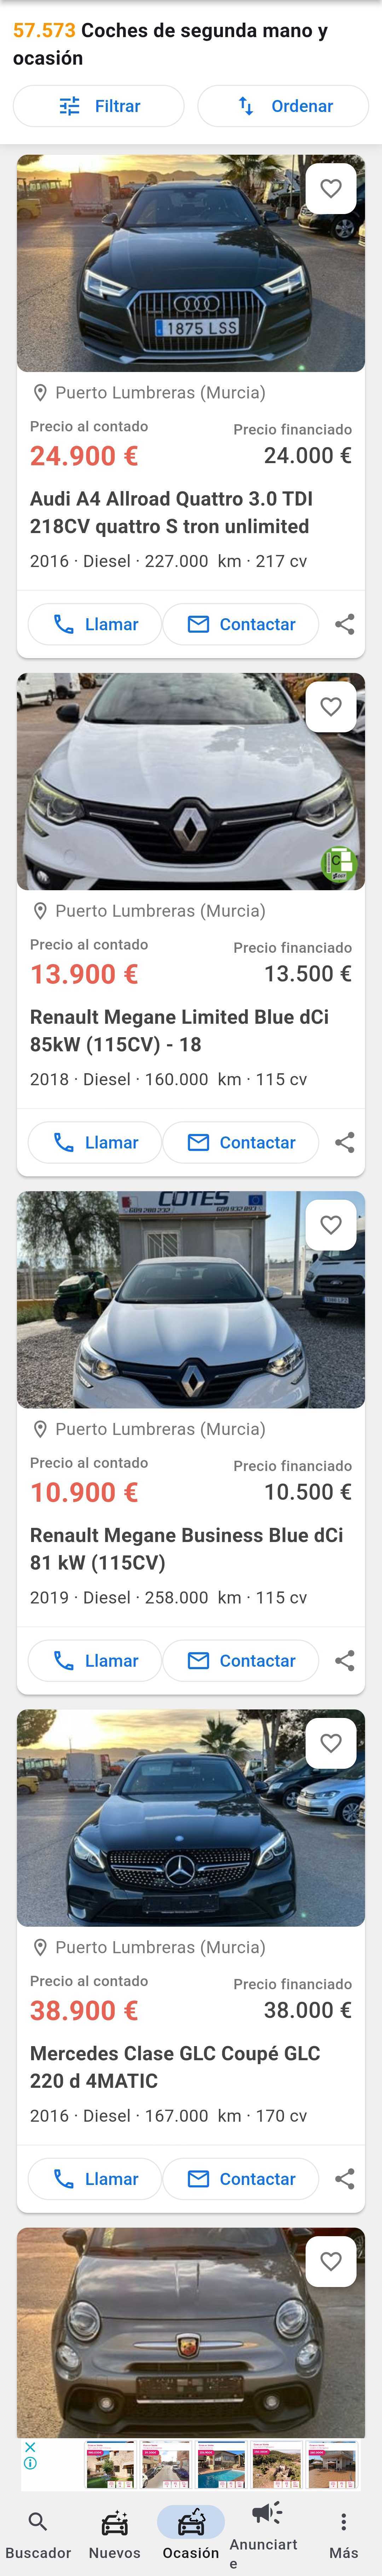 57.573 Coches de segunda mano y
ocasión
Filtrar
Ordenar
1875 LSS
Puerto Lumbreras (Murcia)
Precio al contado
Precio financiado
24.900 €
24.000 €
Audi A4 Allroad Quattro 3.0 TDI
218CV quattro S tron unlimited
2016 · Diesel · 227.000 km · 217 cv
Llamar
Contactar
Puerto Lumbreras (Murcia)
Precio al contado
Precio financiado
13.900 €
13.500 €
Renault Megane Limited Blue dCi
85kW (115CV) - 18
2018 · Diesel · 160.000 km · 115 cv
Llamar
Contactar
COTES
Puerto Lumbreras (Murcia)
Precio al contado
Precio financiado
10.900 €
10.500 €
Renault Megane Business Blue dCi
81 kW (115CV)
2019 · Diesel · 258.000 km · 115 cv
Llamar
Contactar
Puerto Lumbreras (Murcia)
Precio al contado
Precio financiado
38.900 €
38.000 €
Mercedes Clase GLC Coupé GLC
220 d 4MATIC
2016 · Diesel · 167.000 km · 170 cv
Llamar
Contactar
Buscador
Nuevos
Ocasión
Anunciart
e
Más